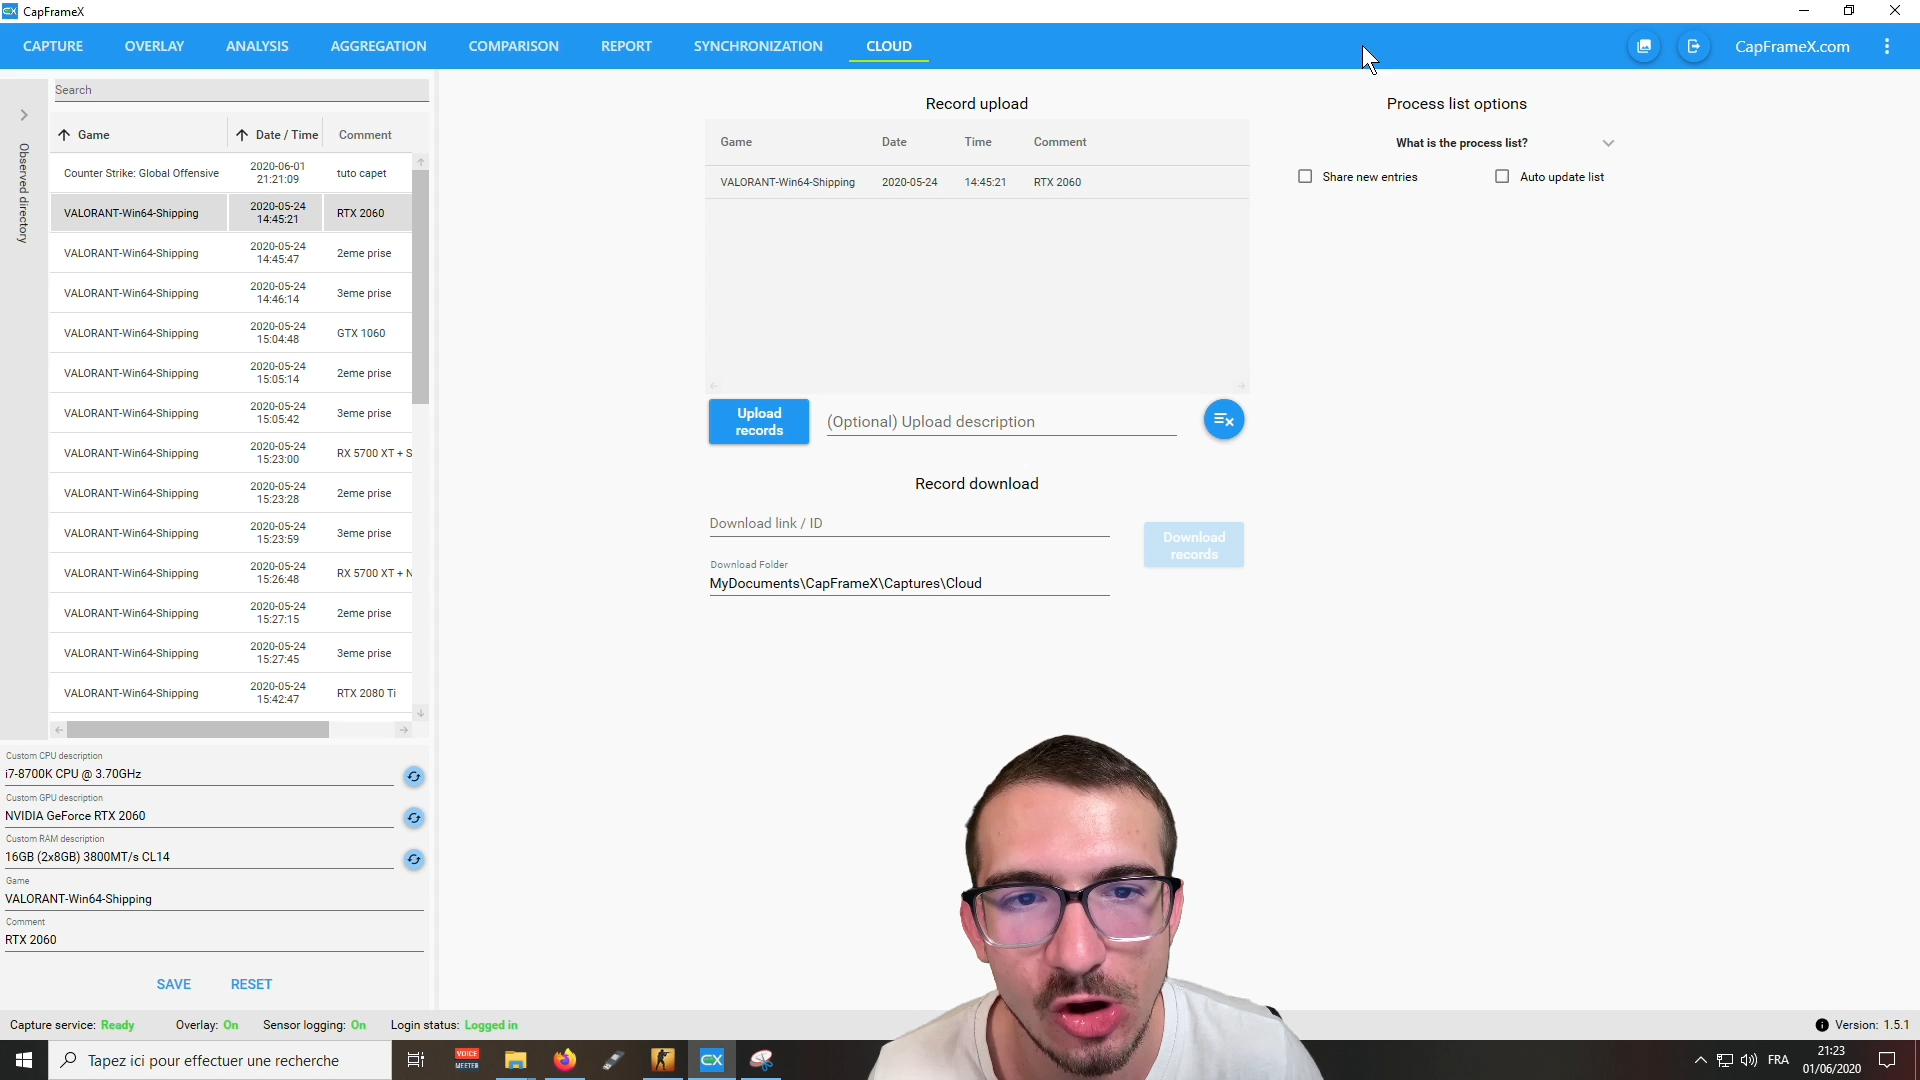 CX CapFrameX
CAPTURE OVERLAY ANALYSIS AGGREGATION COMPARISON REPORT SYNCHRONIZATION CLOUD CapFrameX.com
Search
Observed directory
Game Date / Time Comment
Counter Strike: Global Offensive 2020-06-01 21:21:09 tuto capet
VALORANT-Win64-Shipping 2020-05-24 14:45:21 RTX 2060
VALORANT-Win64-Shipping 2020-05-24 14:45:47 2eme prise
VALORANT-Win64-Shipping 2020-05-24 14:46:14 3eme prise
VALORANT-Win64-Shipping 2020-05-24 15:04:48 GTX 1060
VALORANT-Win64-Shipping 2020-05-24 15:05:14 2eme prise
VALORANT-Win64-Shipping 2020-05-24 15:05:42 3eme prise
VALORANT-Win64-Shipping 2020-05-24 15:23:00 RX 5700 XT + S
VALORANT-Win64-Shipping 2020-05-24 15:23:28 2eme prise
VALORANT-Win64-Shipping 2020-05-24 15:23:59 3eme prise
VALORANT-Win64-Shipping 2020-05-24 15:26:48 RX 5700 XT + N
VALORANT-Win64-Shipping 2020-05-24 15:27:15 2eme prise
VALORANT-Win64-Shipping 2020-05-24 15:27:45 3eme prise
VALORANT-Win64-Shipping 2020-05-24 15:42:47 RTX 2080 Ti
Custom CPU description
i7-8700K CPU @ 3.70GHz
Custom GPU description
NVIDIA GeForce RTX 2060
Custom RAM description
16GB (2x8GB) 3800MT/s CL14
Game
VALORANT-Win64-Shipping
Comment
RTX 2060
SAVE RESET
Record upload
Game Date Time Comment
VALORANT-Win64-Shipping 2020-05-24 14:45:21 RTX 2060
Upload
records
(Optional) Upload description
Record download
Download link / ID
Download
records
Download Folder
MyDocuments\CapFrameX\Captures\Cloud
Process list options
What is the process list?
Share new entries Auto update list
Capture service: Ready Overlay: On Sensor logging: On Login status: Logged in Version: 1.5.1
Tapez ici pour effectuer une recherche
VOICE
MEETER
CX
FRA
21:23
01/06/2020